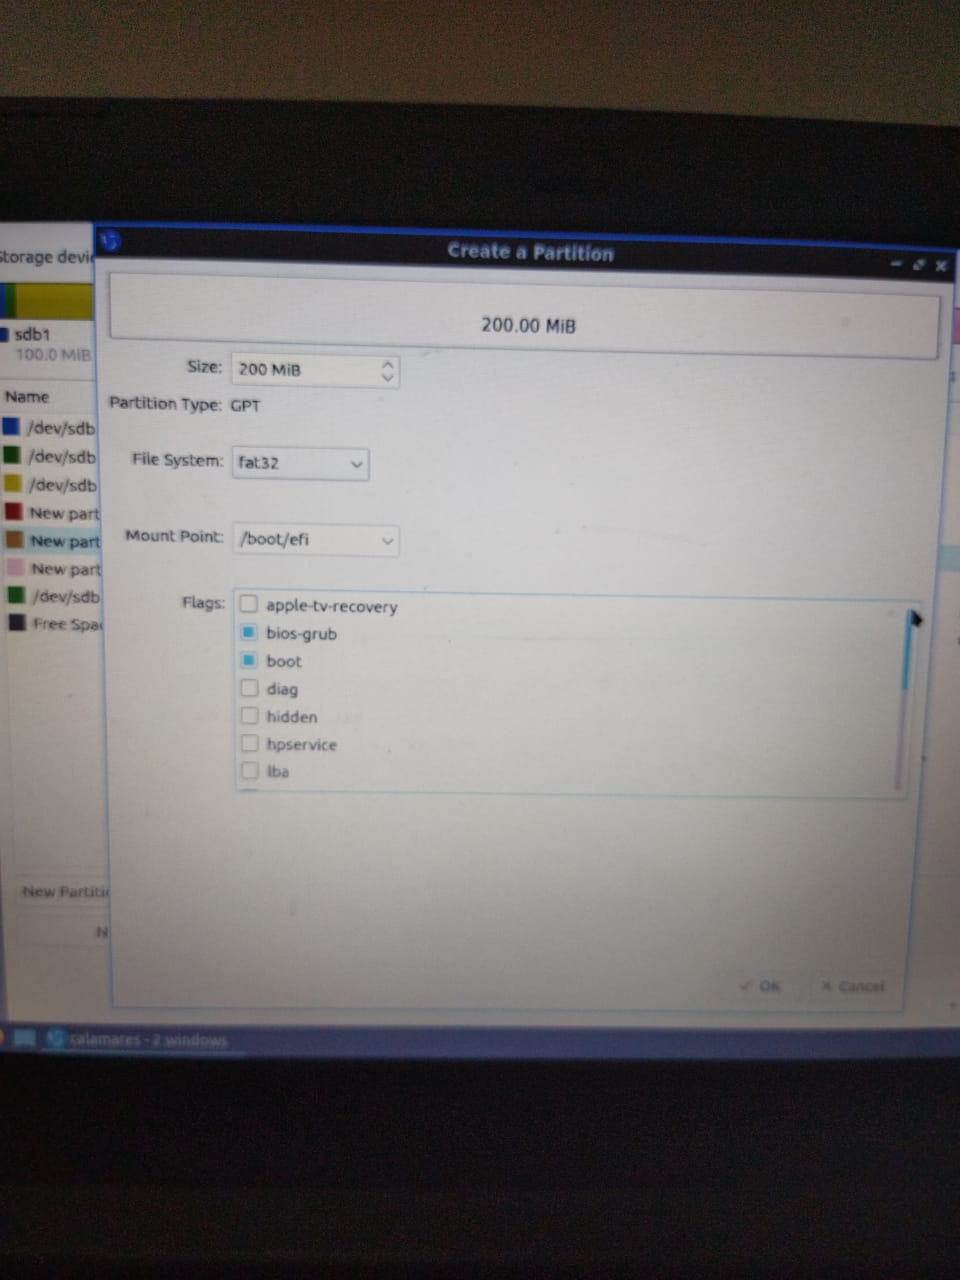 Create a Partition
Storage devi
200.00 MiB
sdb1
100.0 MiB
Size: 200 MiB
Name
Partition Type: GPT
/dev/sdb
/dev/sdb
File System: fat32
/dev/sdb
New part
New part
Mount Point: /boot/efi
New part
/dev/sdb
Flags: apple-tv-recovery
Free Spa
bios-grub
boot
diag
hidden
hpservice
lba
New Partiti
N
OK
Cancel
calamares - 2 windows